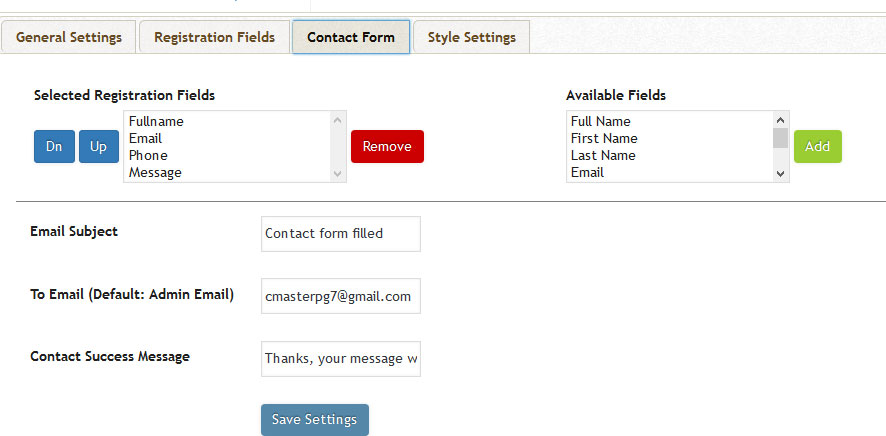 General Settings Registration Fields Contact Form Style Settings
Selected Registration Fields Available Fields
Dn Up Fullname Remove Full Name Add
Email First Name
Phone Last Name
Message Email
Email Subject Contact form filled
To Email (Default: Admin Email) cmasterpg7@gmail.com
Contact Success Message Thanks, your message w
Save Settings